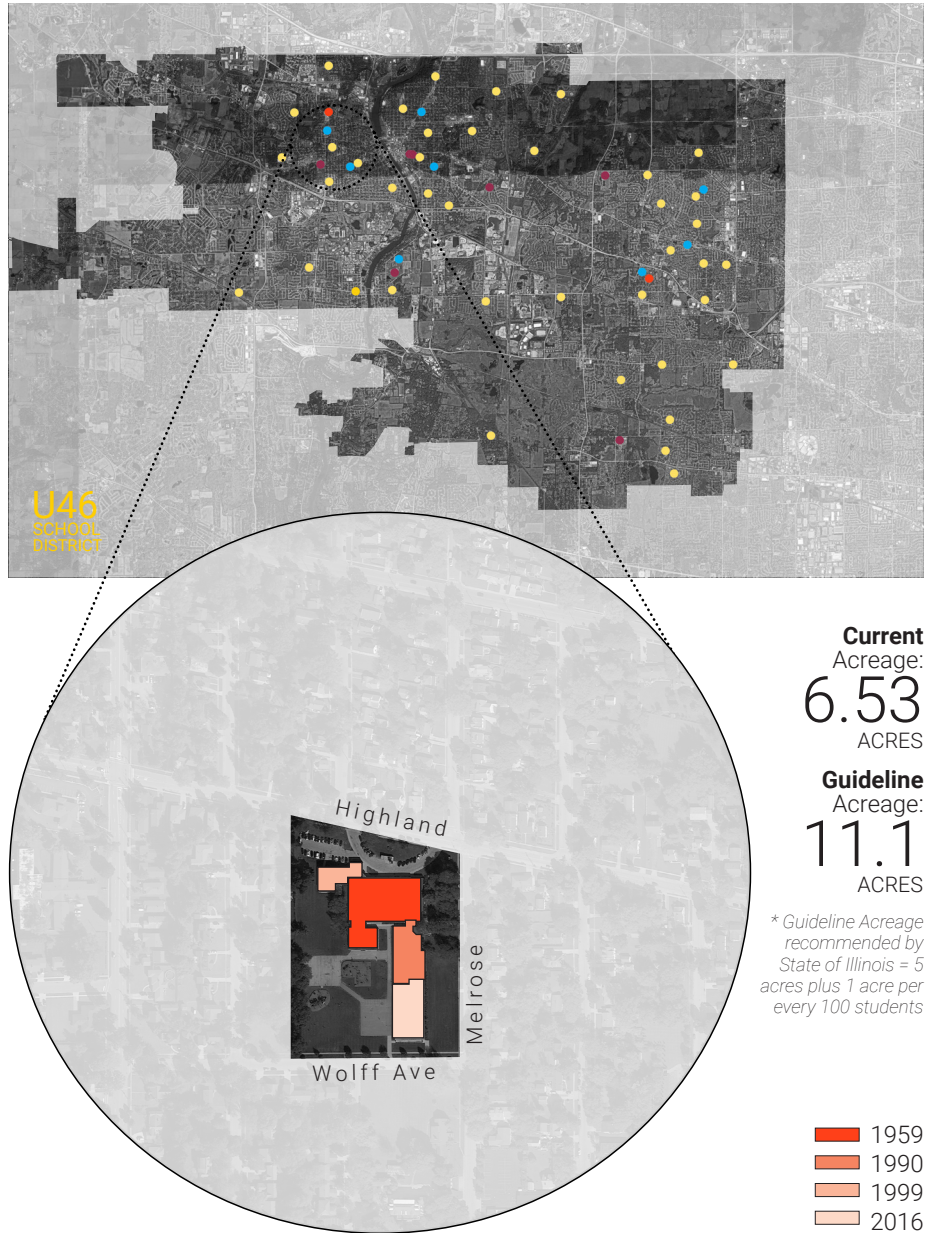 U46
SCHOOL
DISTRICT
Current
Acreage:
6.53
ACRES
Guideline
Acreage:
11.1
ACRES
* Guideline Acreage
recommended by
State of Illinois = 5
acres plus 1 acre per
every 100 students
Highland
Melrose
Wolff Ave
1959
1990
1999
2016